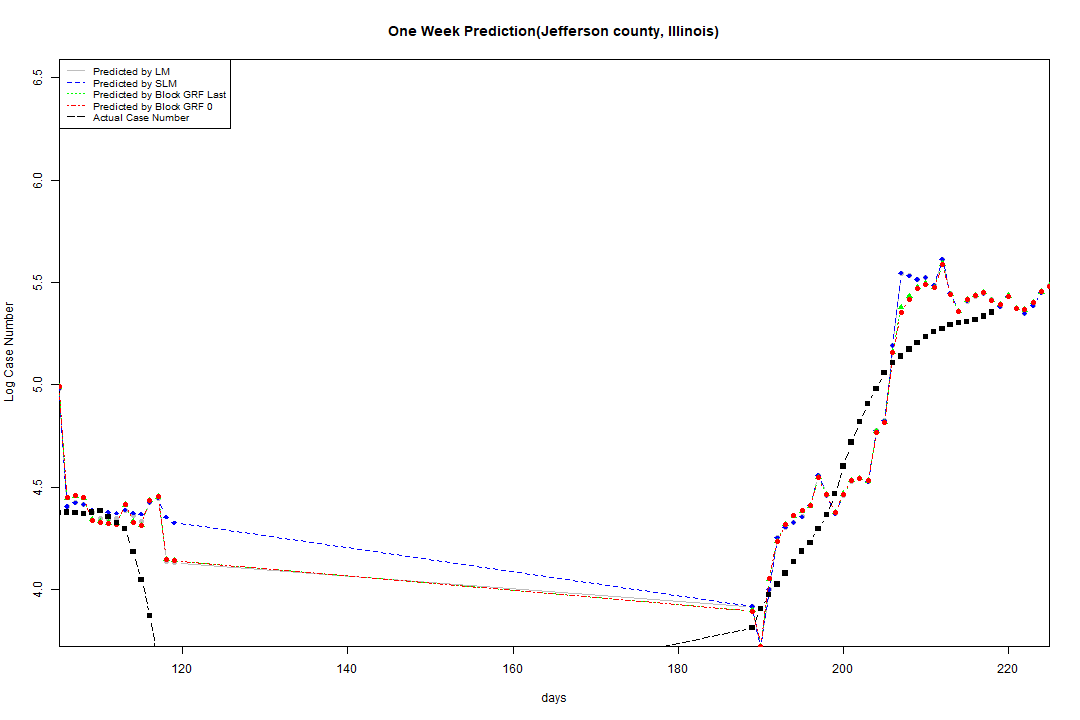 One Week Prediction(Jefferson county, Illinois)
Predicted by LM
Predicted by SLM
Predicted by Block GRF Last
Predicted by Block GRF 0
Actual Case Number
Log Case Number
6.5
6.0
5.5
5.0
4.5
4.0
120 140 160 180 200 220
days